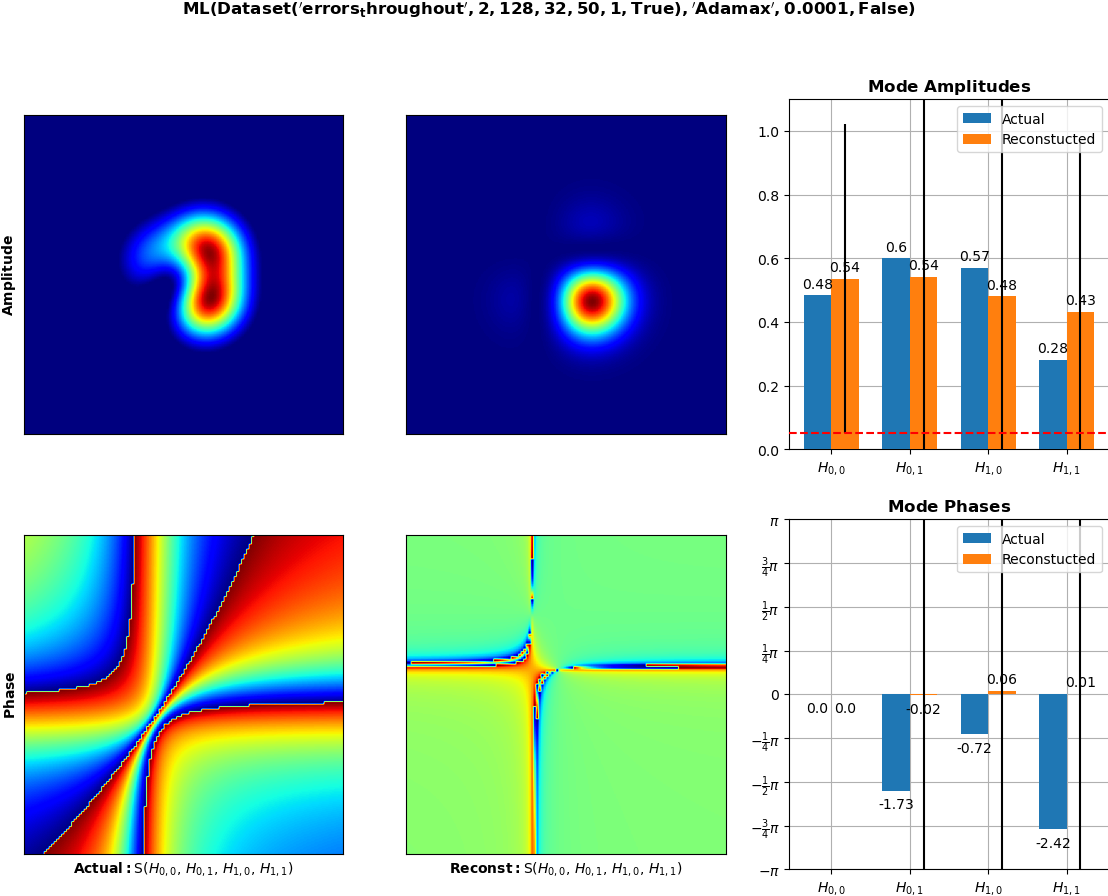 ML(Dataset('errors_throughout', 2, 128, 32, 50, 1, True), 'Adamax', 0.0001, False)
Amplitude
Mode Amplitudes
Actual
Reconstucted
1.0
0.8
0.6
0.4
0.2
0.0
0.48
0.54
0.6
0.54
0.57
0.48
0.28
0.43
H0,0
H0,1
H1,0
H1,1
Phase
Actual: S(H0,0, H0,1, H1,0, H1,1)
Reconst: S(H0,0, H0,1, H1,0, H1,1)
Mode Phases
Actual
Reconstucted
π
3/4π
1/2π
1/4π
0
−1/4π
−1/2π
−3/4π
−π
0.0
0.0
-1.73
-0.02
-0.72
0.06
-2.42
0.01
H0,0
H0,1
H1,0
H1,1